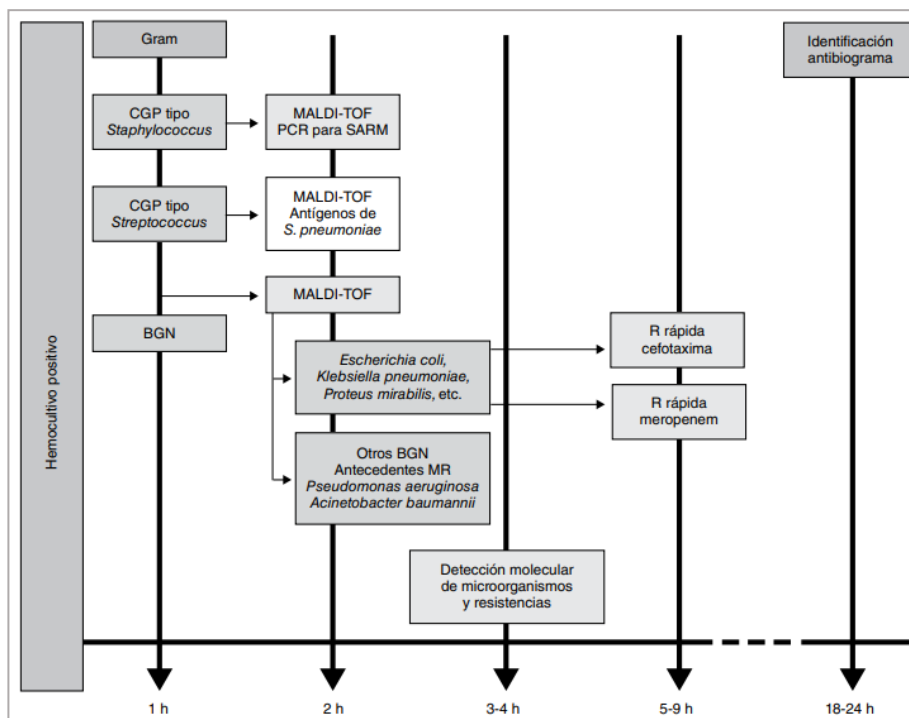 Hemocultivo positivo
Gram
Identificación
antibiograma
CGP tipo
Staphylococcus
MALDI-TOF
PCR para SARM
CGP tipo
Streptococcus
MALDI-TOF
Antígenos de
S. pneumoniae
MALDI-TOF
BGN
Escherichia coli,
Klebsiella pneumoniae,
Proteus mirabilis, etc.
R rápida
cefotaxima
R rápida
meropenem
Otros BGN
Antecedentes MR
Pseudomonas aeruginosa
Acinetobacter baumannii
Detección molecular
de microorganismos
y resistencias
1 h
2 h
3-4 h
5-9 h
18-24 h